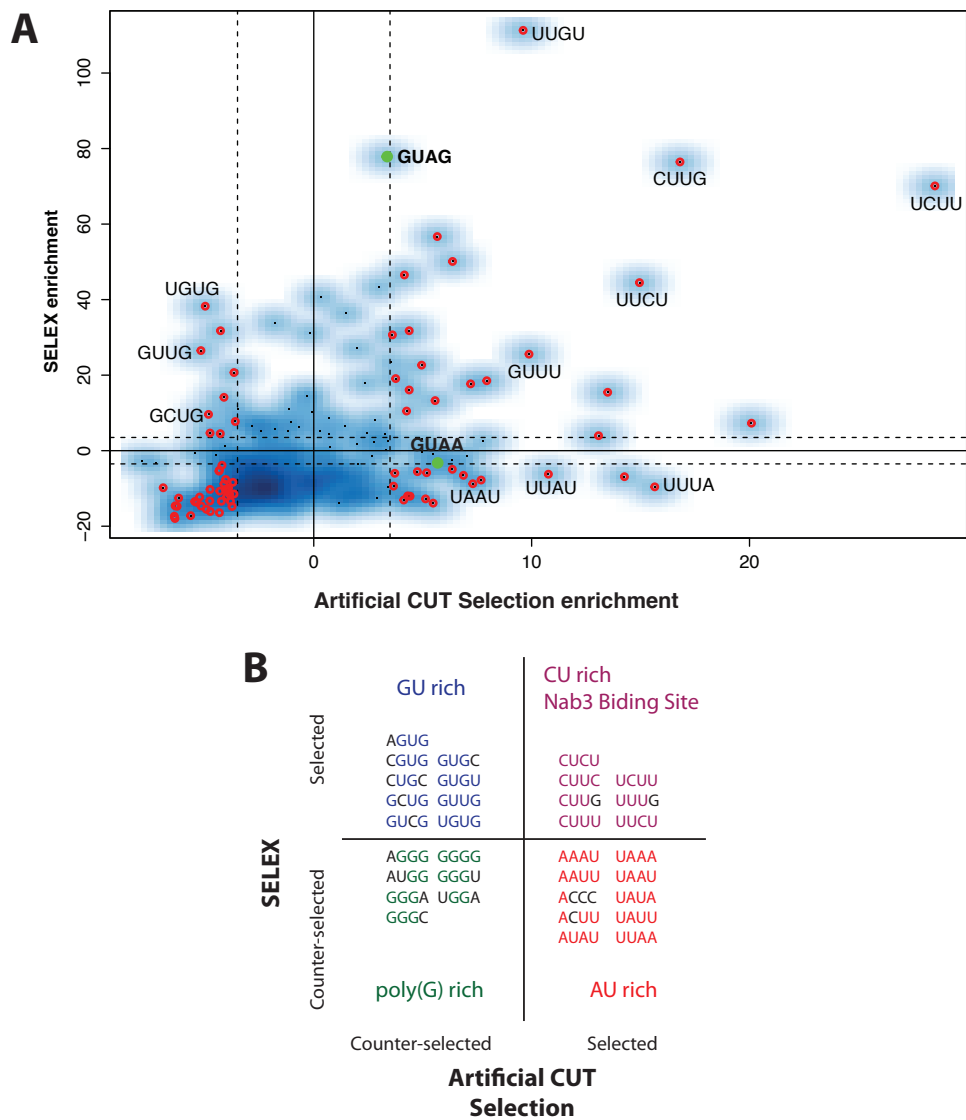 A
UUGU
GUAG
CUUG
UCUU
UGUG
UUCU
GUUG
GUUU
GCUG
GUAA
UAAU
UUAU
UUUA
100
80
60
40
20
0
−20
SELEX enrichment
0 10 20
Artificial CUT Selection enrichment
B
GU rich
CU rich
Nab3 Biding Site
Selected
AGUG
CGUG GUGC
CUGC GUGU
GCUG GUUG
GUCG UGUG
CUCU
CUUC UCUU
CUUG UUUG
CUUU UUCU
SELEX
Counter-selected
AGGG GGGG
AUGG GGGU
GGGA UGGA
GGGC
AAAU UAAA
AAUU UAAU
ACCC UAUA
ACUU UAUU
AUAU UUAA
poly(G) rich
AU rich
Counter-selected
Selected
Artificial CUT
Selection